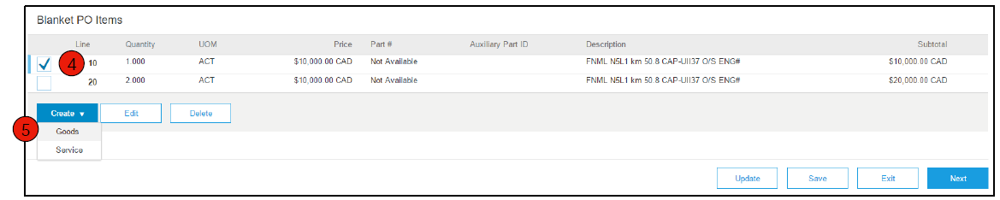 Blanket PO Items
Line Quantity UOM Price Part # Auxiliary Part ID Description Subtotal
4 10 1.000 ACT $10,000.00 CAD Not Available FNML N5L1 km 50.8 CAP-UII37 O/S ENG# $10,000.00 CAD
20 2.000 ACT $10,000.00 CAD Not Available FNML N5L1 km 50.8 CAP-UII37 O/S ENG# $20,000.00 CAD
Create ▼ Edit Delete
5 Goods
Service
Update Save Exit Next